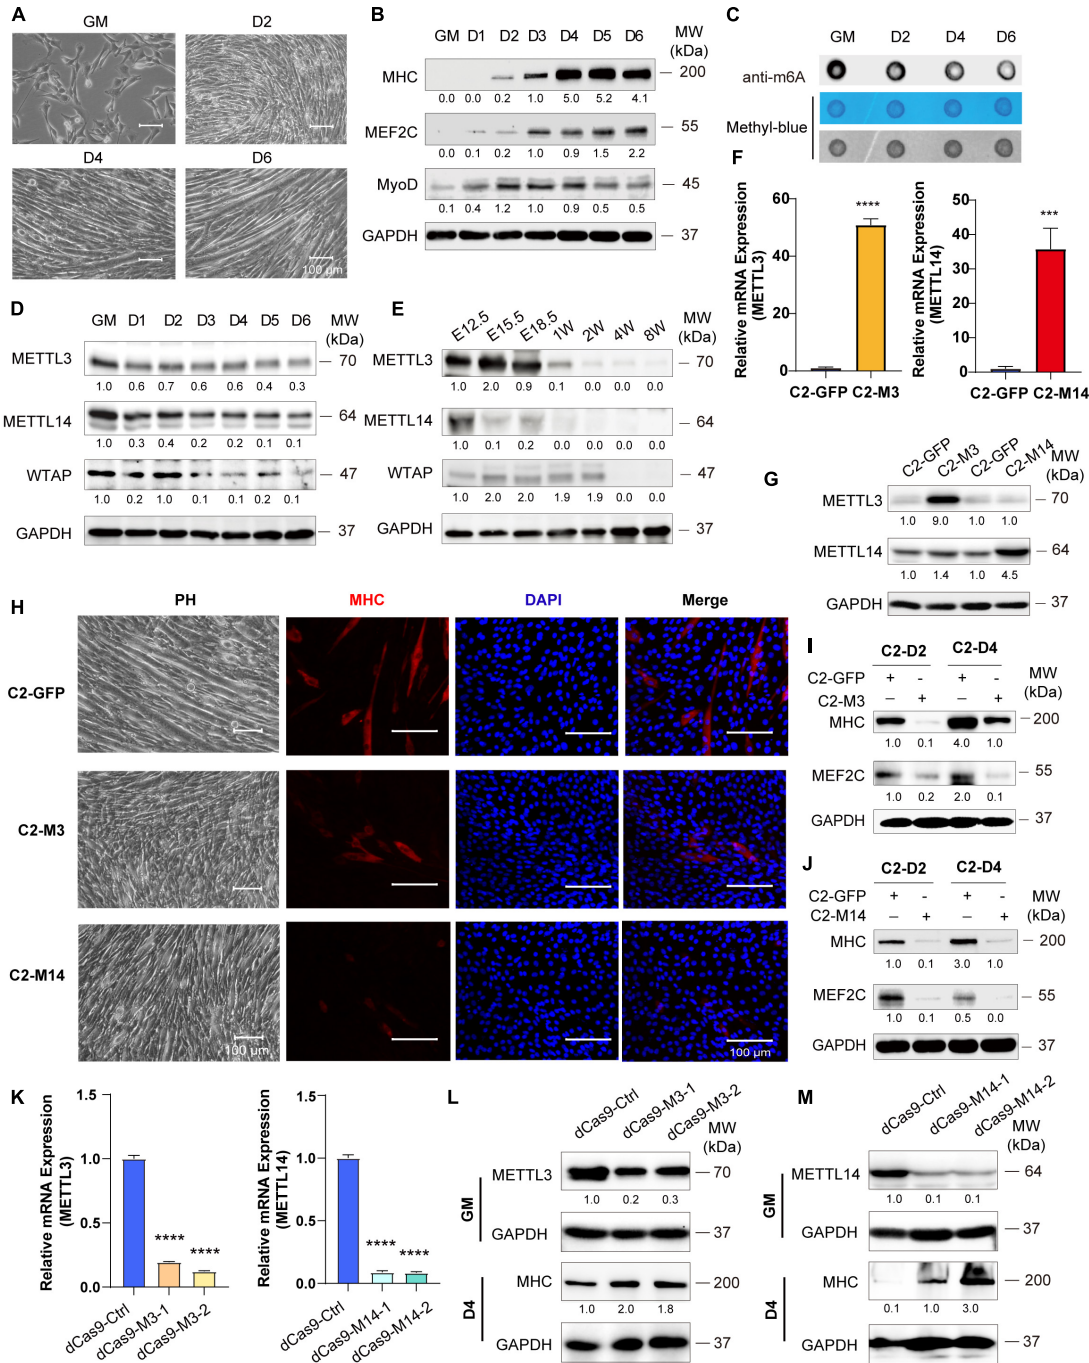 A
GM
D2
D4
D6
100 μm
B
GM D1 D2 D3 D4 D5 D6
MW
(kDa)
MHC
200
0.0 0.0 0.2 1.0 5.0 5.2 4.1
MEF2C
55
0.0 0.1 0.2 1.0 0.9 1.5 2.2
MyoD
45
0.1 0.4 1.2 1.0 0.9 0.5 0.5
GAPDH
37
C
GM D2 D4 D6
anti-m6A
Methyl-blue
D
GM D1 D2 D3 D4 D5 D6
MW
(kDa)
METTL3
70
1.0 0.6 0.7 0.6 0.6 0.4 0.3
METTL14
64
1.0 0.3 0.4 0.2 0.2 0.1 0.1
WTAP
47
1.0 0.2 1.0 0.1 0.1 0.2 0.1
GAPDH
37
E
E12.5 E15.5 E18.5 1W 2W 4W 8W
MW
(kDa)
METTL3
70
1.0 2.0 0.9 0.1 0.0 0.0 0.0
METTL14
64
1.0 0.1 0.2 0.0 0.0 0.0 0.0
WTAP
47
1.0 2.0 2.0 1.9 1.9 0.0 0.0
GAPDH
37
F
Relative mRNA Expression
(METTL3)
60
40
20
0
****
C2-GFP C2-M3
Relative mRNA Expression
(METTL14)
50
40
30
20
0
***
C2-GFP C2-M14
G
C2-GFP C2-M3 C2-GFP C2-M14
MW
(kDa)
METTL3
70
1.0 9.0 1.0 1.0
METTL14
64
1.0 1.4 1.0 4.5
GAPDH
37
H
PH MHC DAPI Merge
C2-GFP
C2-M3
C2-M14
100 μm
100 μm
I
C2-D2 C2-D4
C2-GFP + - + -
C2-M3 – + – +
MW
(kDa)
MHC
200
1.0 0.1 4.0 1.0
MEF2C
55
1.0 0.2 2.0 0.1
GAPDH
37
J
C2-D2 C2-D4
C2-GFP + - + -
C2-M14 – + – +
MW
(kDa)
MHC
200
1.0 0.1 3.0 1.0
MEF2C
55
1.0 0.1 0.5 0.0
GAPDH
37
K
Relative mRNA Expression
(METTL3)
1.5
1.0
0.5
0.0
**** ****
dCas9-Ctrl dCas9-M3-1 dCas9-M3-2
Relative mRNA Expression
(METTL14)
1.5
1.0
0.5
0.0
**** ****
dCas9-Ctrl dCas9-M14-1 dCas9-M14-2
L
dCas9-Ctrl dCas9-M3-1 dCas9-M3-2
MW
(kDa)
GM
METTL3
70
1.0 0.2 0.3
GAPDH
37
D4
MHC
200
1.0 2.0 1.8
GAPDH
37
M
dCas9-Ctrl dCas9-M14-1 dCas9-M14-2
MW
(kDa)
GM
METTL14
64
1.0 0.1 0.1
GAPDH
37
D4
MHC
200
0.1 1.0 3.0
GAPDH
37